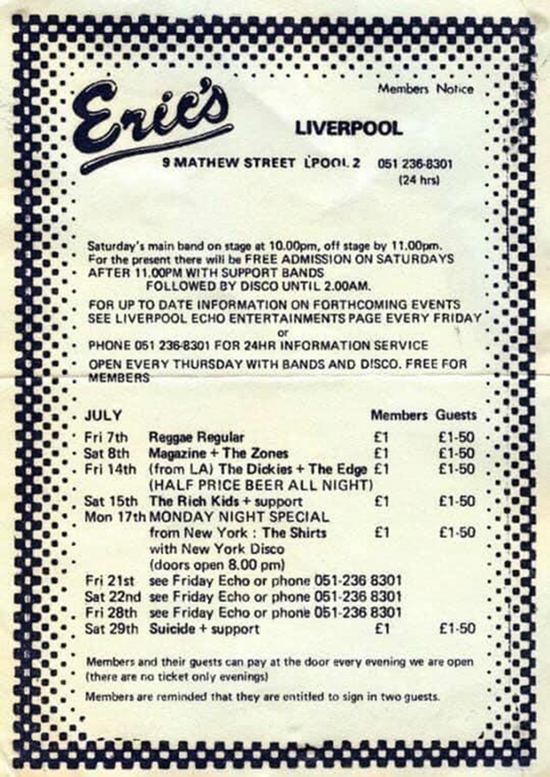 Eric's
Members Notice
LIVERPOOL
9 MATHEW STREET L'POOL 2 051 236-8301
(24 hrs)
Saturday's main band on stage at 10.00pm, off stage by 11.00pm.
For the present there will be FREE ADMISSION ON SATURDAYS
AFTER 11.00PM WITH SUPPORT BANDS
FOLLOWED BY DISCO UNTIL 2.00AM.
FOR UP TO DATE INFORMATION ON FORTHCOMING EVENTS
SEE LIVERPOOL ECHO ENTERTAINMENTS PAGE EVERY FRIDAY
or
PHONE 051 236-8301 FOR 24HR INFORMATION SERVICE
OPEN EVERY THURSDAY WITH BANDS AND DISCO. FREE FOR
MEMBERS
JULY Members Guests
Fri 7th Reggae Regular £1 £1-50
Sat 8th Magazine + The Zones £1 £1-50
Fri 14th (from LA) The Dickies + The Edge £1 £1-50
(HALF PRICE BEER ALL NIGHT)
Sat 15th The Rich Kids + support £1 £1-50
Mon 17th MONDAY NIGHT SPECIAL
from New York : The Shirts £1 £1-50
with New York Disco
(doors open 8.00 pm)
Fri 21st see Friday Echo or phone 051-236 8301
Sat 22nd see Friday Echo or phone 051-236 8301
Fri 28th see Friday Echo or phone 051-236 8301
Sat 29th Suicide + support £1 £1-50
Members and their guests can pay at the door every evening we are open
(there are no ticket only evenings)
Members are reminded that they are entitled to sign in two guests.